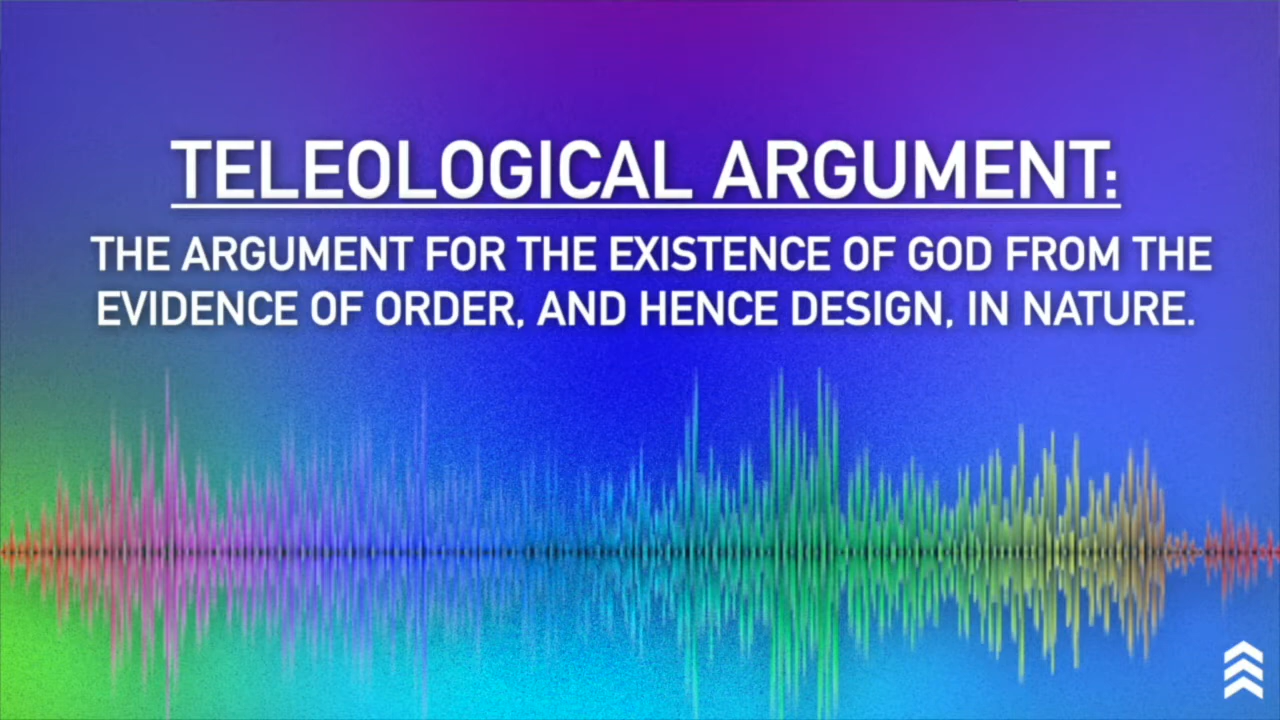 TELEOLOGICAL ARGUMENT:
THE ARGUMENT FOR THE EXISTENCE OF GOD FROM THE
EVIDENCE OF ORDER, AND HENCE DESIGN, IN NATURE.